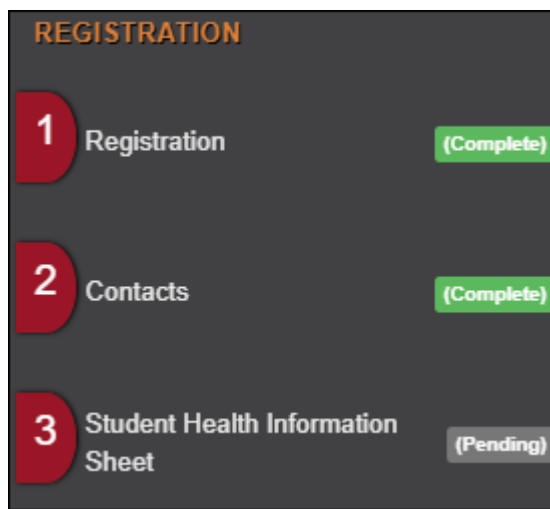 REGISTRATION
1 Registration (Complete)
2 Contacts (Complete)
3 Student Health Information
Sheet (Pending)